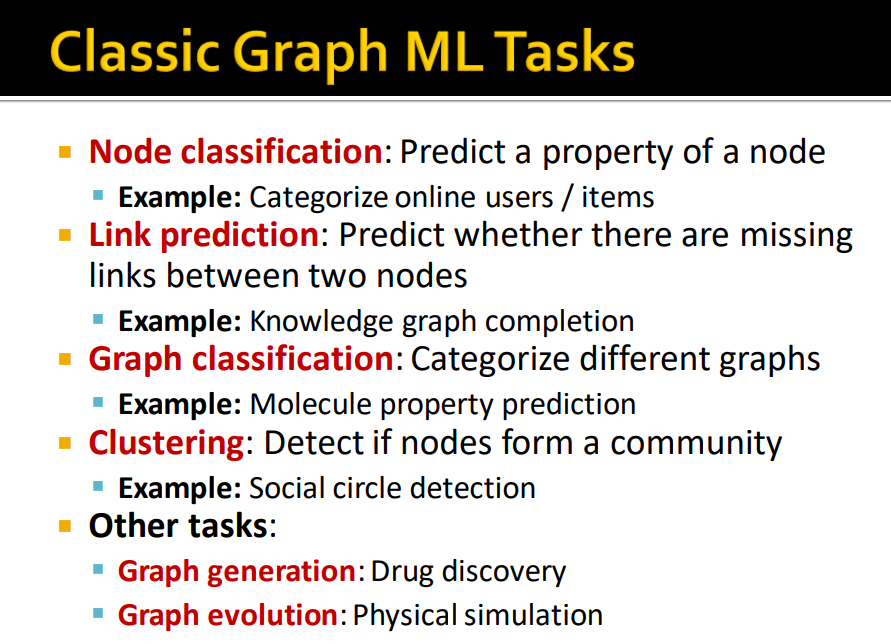 Classic Graph ML Tasks
Node classification: Predict a property of a node
Example: Categorize online users / items
Link prediction: Predict whether there are missing
links between two nodes
Example: Knowledge graph completion
Graph classification: Categorize different graphs
Example: Molecule property prediction
Clustering: Detect if nodes form a community
Example: Social circle detection
Other tasks:
Graph generation: Drug discovery
Graph evolution: Physical simulation